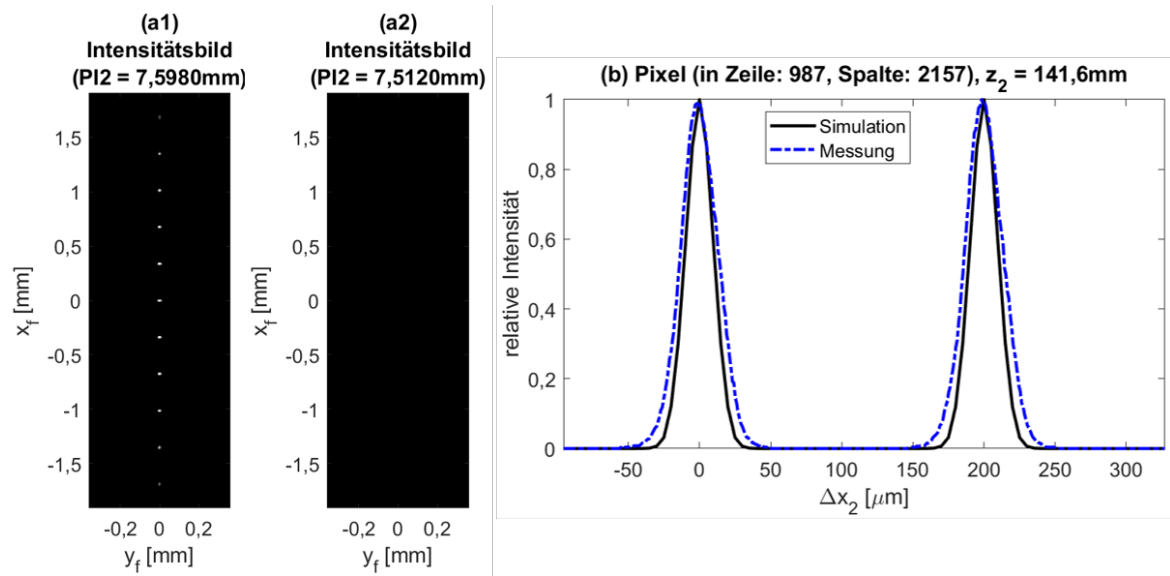 (a1)
Intensitätsbild
(PI2 = 7,5980mm)
1,5
1
0,5
0
-0,5
-1
-1,5
x_f [mm]
-0,2 0 0,2
y_f [mm]
(a2)
Intensitätsbild
(PI2 = 7,5120mm)
1,5
1
0,5
0
-0,5
-1
-1,5
x_f [mm]
-0,2 0 0,2
y_f [mm]
(b) Pixel (in Zeile: 987, Spalte: 2157), z_2 = 141,6mm
1
0,8
0,6
0,4
0,2
0
relative Intensität
Simulation
Messung
-50 0 50 100 150 200 250 300
Δx_2 [μm]